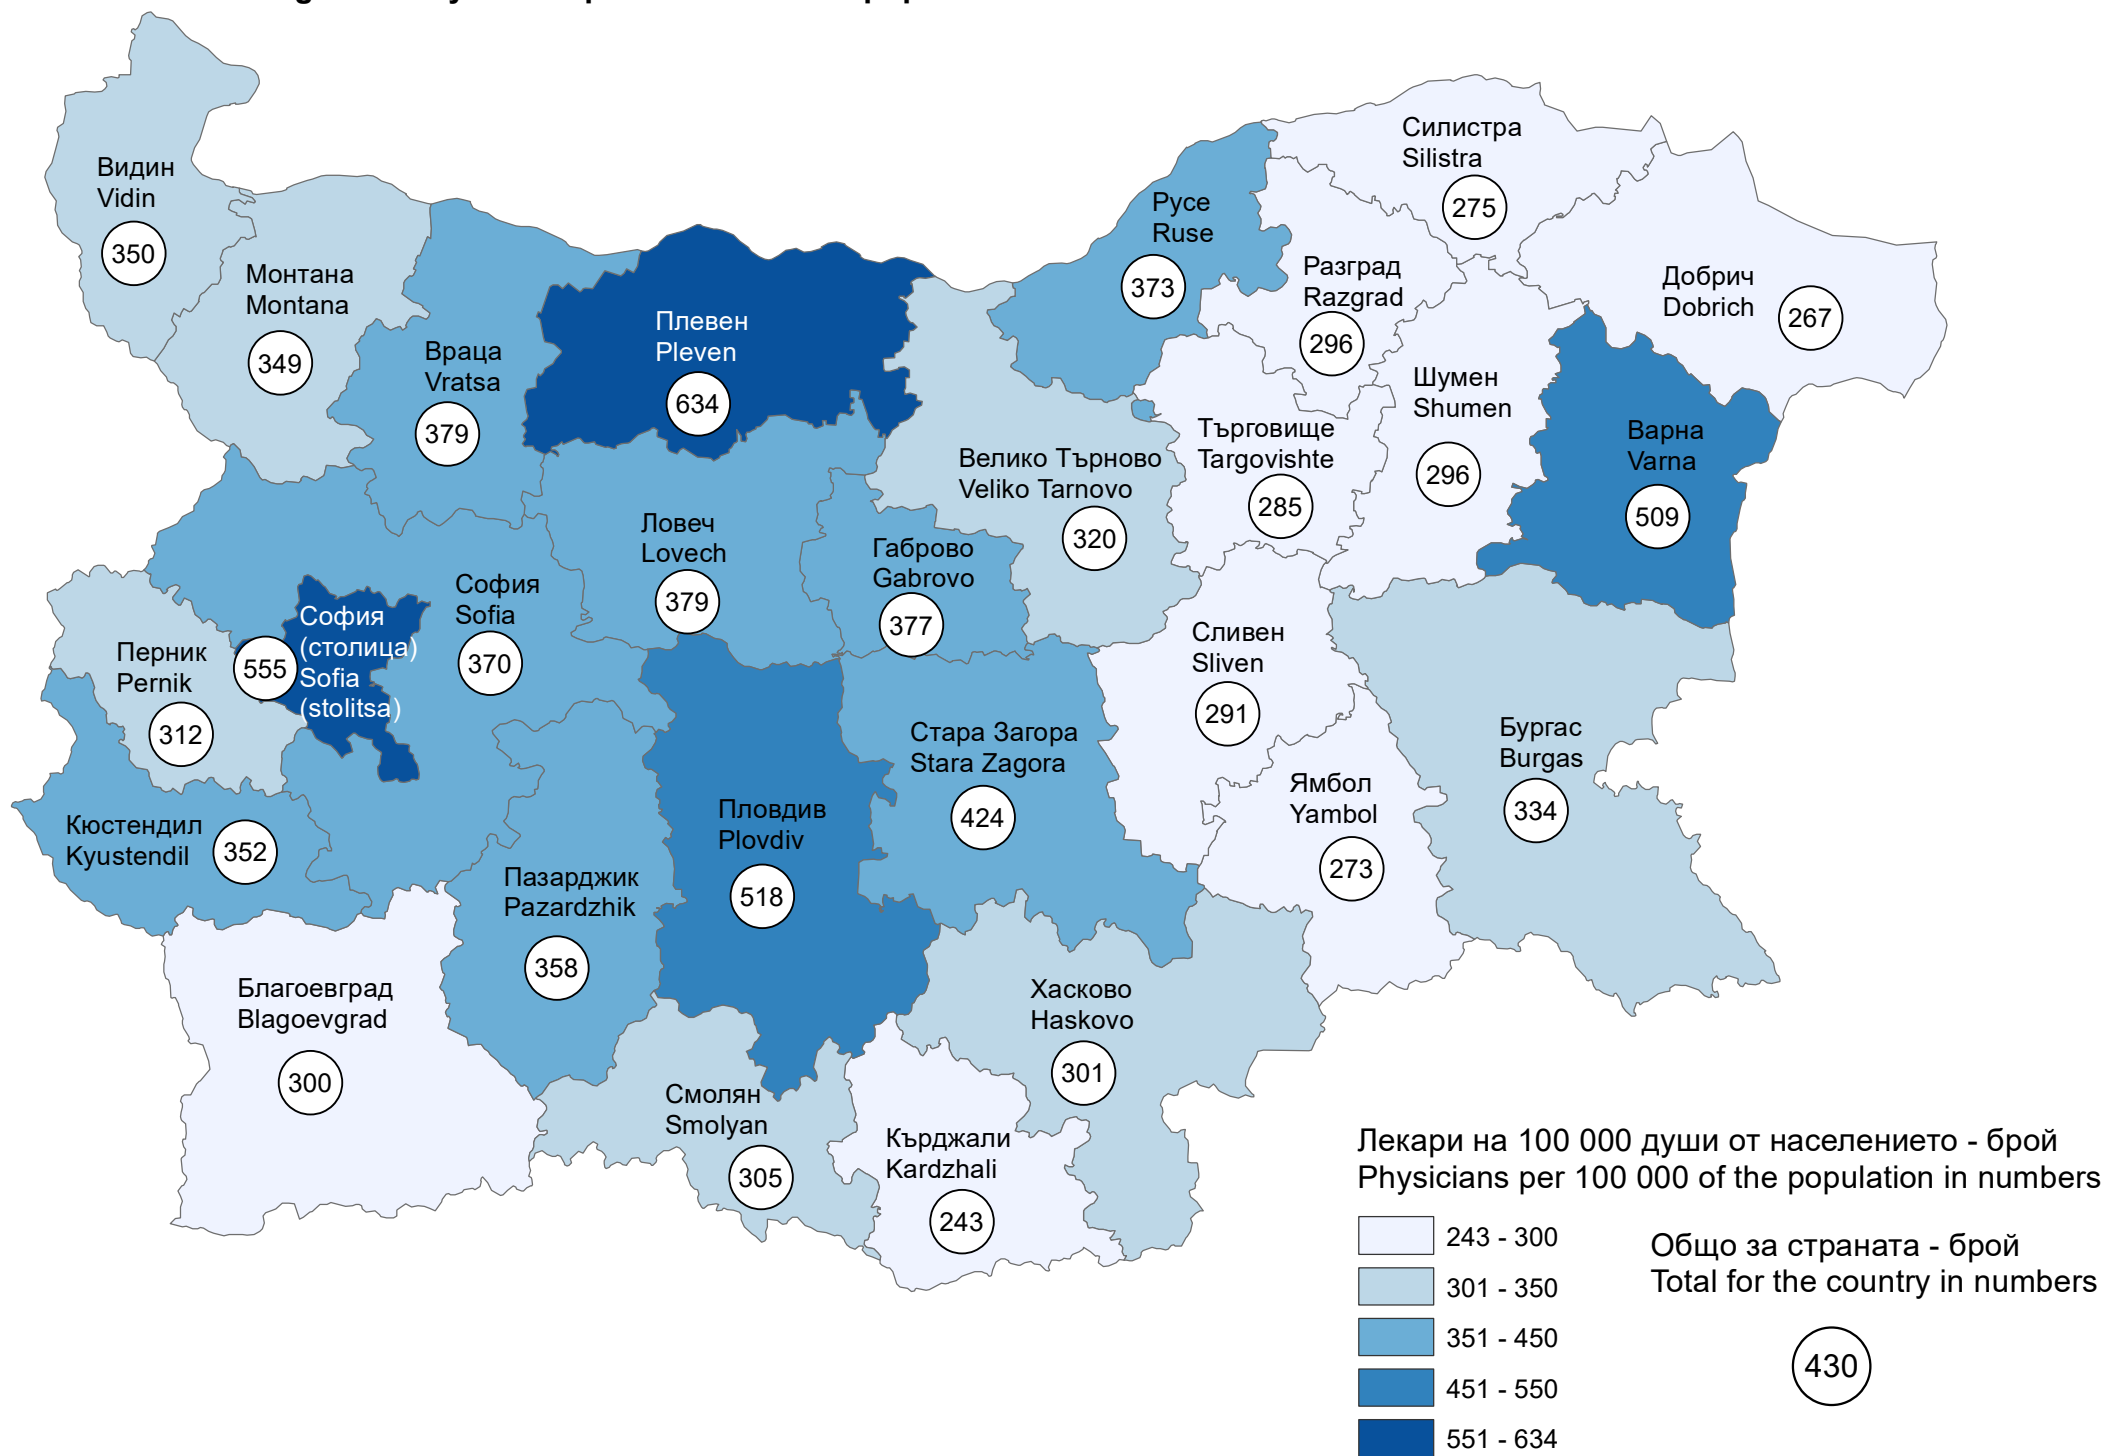 Видин
Vidin
350
Монтана
Montana
349
Враца
Vratsa
379
Плевен
Pleven
634
Русе
Ruse
373
Силистра
Silistra
275
Разград
Razgrad
296
Добрич
Dobrich
267
Шумен
Shumen
296
Варна
Varna
509
Търговище
Targovishte
285
Велико Търново
Veliko Tarnovo
320
Ловеч
Lovech
379
Габрово
Gabrovo
377
София
Sofia
370
София
(столица)
Sofia
(stolitsa)
555
Перник
Pernik
312
Кюстендил
Kyustendil
352
Сливен
Sliven
291
Бургас
Burgas
334
Ямбол
Yambol
273
Стара Загора
Stara Zagora
424
Пловдив
Plovdiv
518
Пазарджик
Pazardzhik
358
Благоевград
Blagoevgrad
300
Хасково
Haskovo
301
Смолян
Smolyan
305
Кърджали
Kardzhali
243
Лекари на 100 000 души от населението - брой
Physicians per 100 000 of the population in numbers
243 - 300
301 - 350
351 - 450
451 - 550
551 - 634
Общо за страната - брой
Total for the country in numbers
430